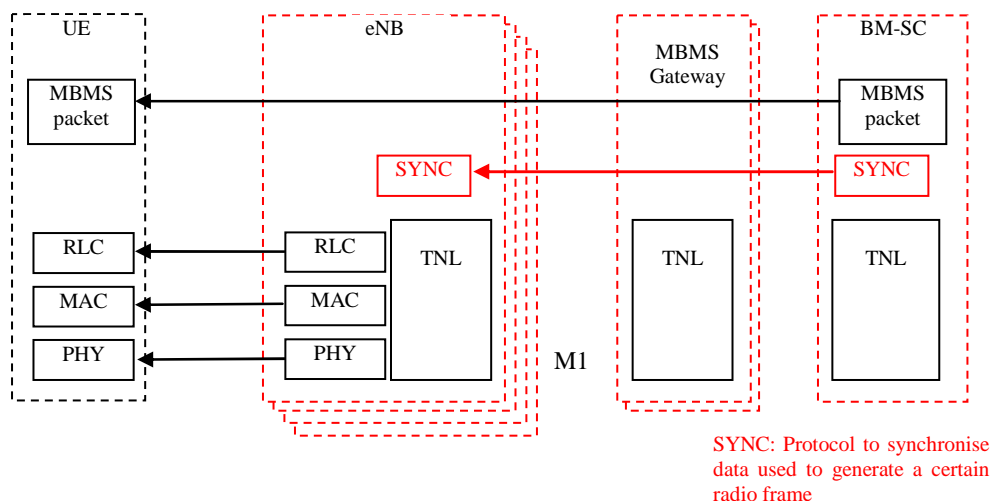 UE
eNB
MBMS
Gateway
BM-SC
MBMS
packet
MBMS
packet
SYNC
SYNC
RLC
RLC
TNL
TNL
TNL
MAC
MAC
PHY
PHY
M1
SYNC: Protocol to synchronise
data used to generate a certain
radio frame